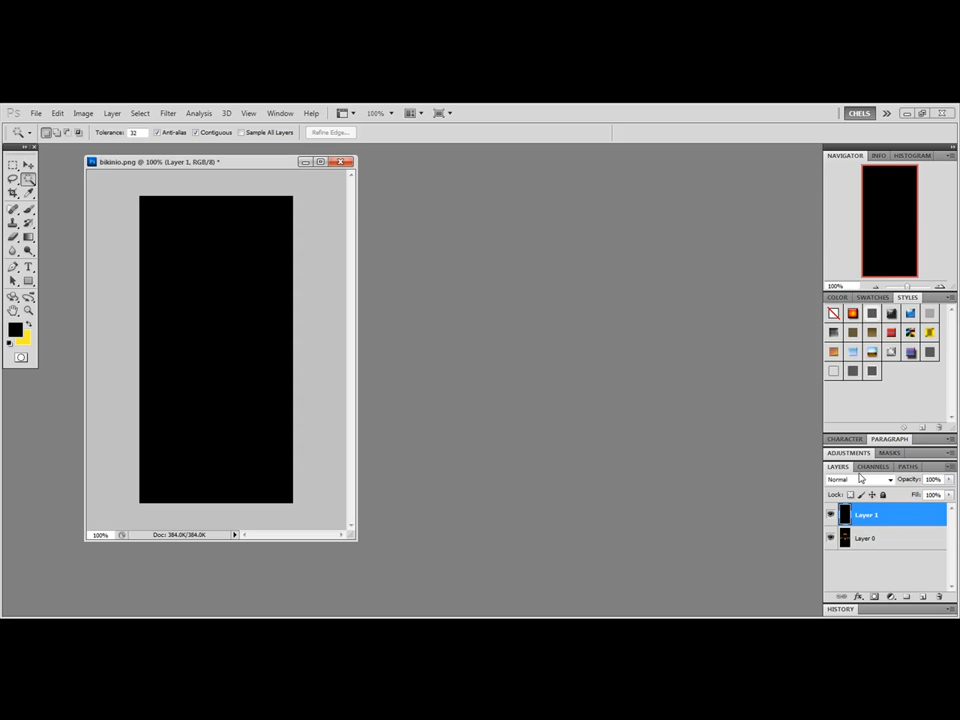 Ps File Edit Image Layer Select Filter Analysis 3D View Window Help 100% CHELS
Tolerance: 32 Anti-alias Contiguous Sample All Layers Refine Edge...
NAVIGATOR INFO HISTOGRAM
Ps bikinio.png @ 100% (Layer 1, RGB/8) *
T
100%
COLOR SWATCHES STYLES
CHARACTER PARAGRAPH
ADJUSTMENTS MASKS
LAYERS CHANNELS PATHS
Normal Opacity: 100%
Lock: Fill: 100%
Layer 1
100% Doc: 384.0K/384.0K
Layer 0
fx
HISTORY